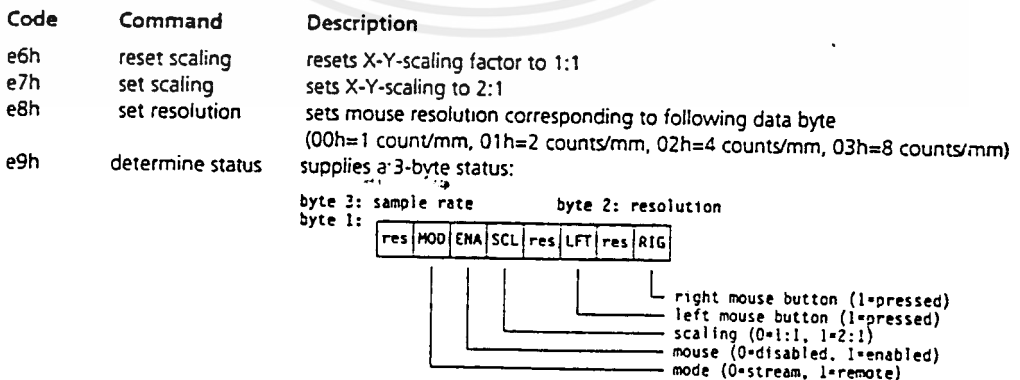 Code Command Description
e6h reset scaling resets X-Y-scaling factor to 1:1
e7h set scaling sets X-Y-scaling to 2:1
e8h set resolution sets mouse resolution corresponding to following data byte
(00h=1 count/mm, 01h=2 counts/mm, 02h=4 counts/mm, 03h=8 counts/mm)
e9h determine status supplies a 3-byte status:
byte 3: sample rate byte 2: resolution
byte 1:
res MOD ENA SCL res LFT res RIG
right mouse button (1=pressed)
left mouse button (1=pressed)
scaling (0=1:1, 1=2:1)
mouse (0=disabled, 1=enabled)
mode (0=stream, 1=remote)